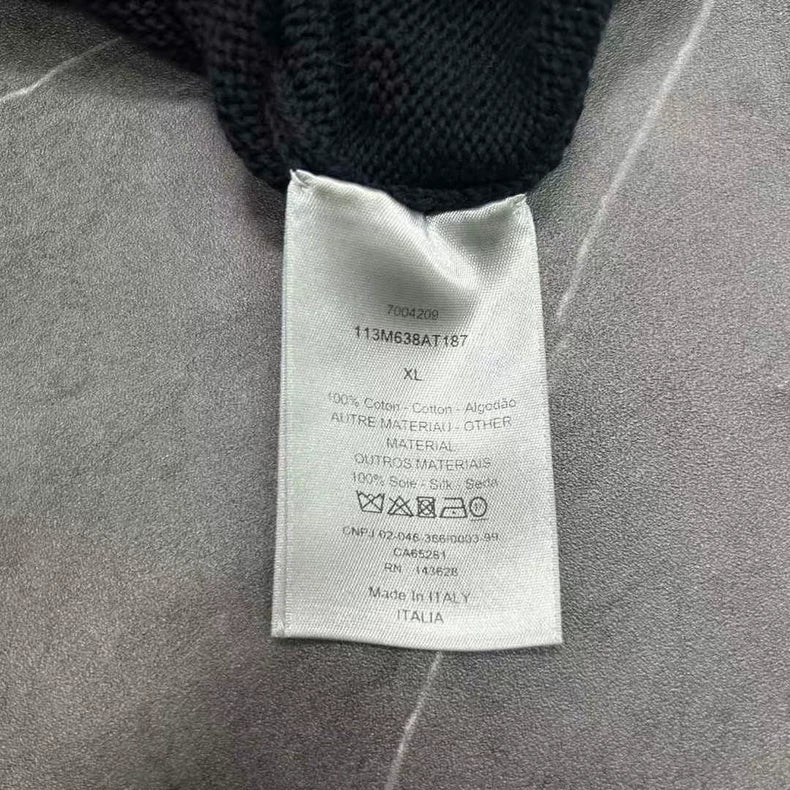 7004209
113M638AT187
XL
100% Coton - Cotton - Algodão
AUTRE MATERIAU - OTHER
MATERIAL
OUTROS MATERIAIS
100% Soie - Silk - Seda
CNPJ 02-046-366/0003-99
CA65281
RN 143628
Made In ITALY
ITALIA